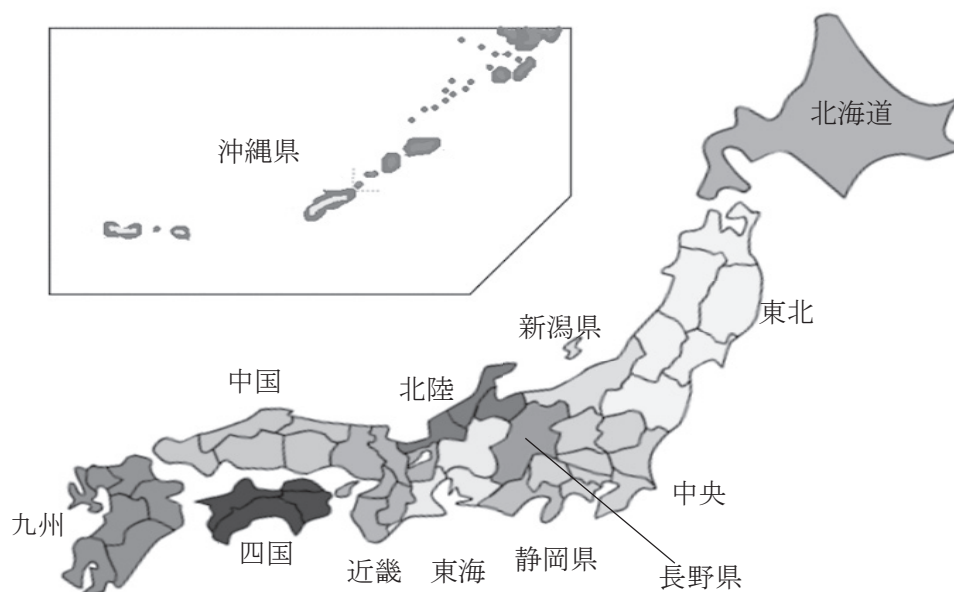 北海道
沖縄県
東北
新潟県
中国
北陸
中央
九州
四国
近畿
東海
静岡県
長野県